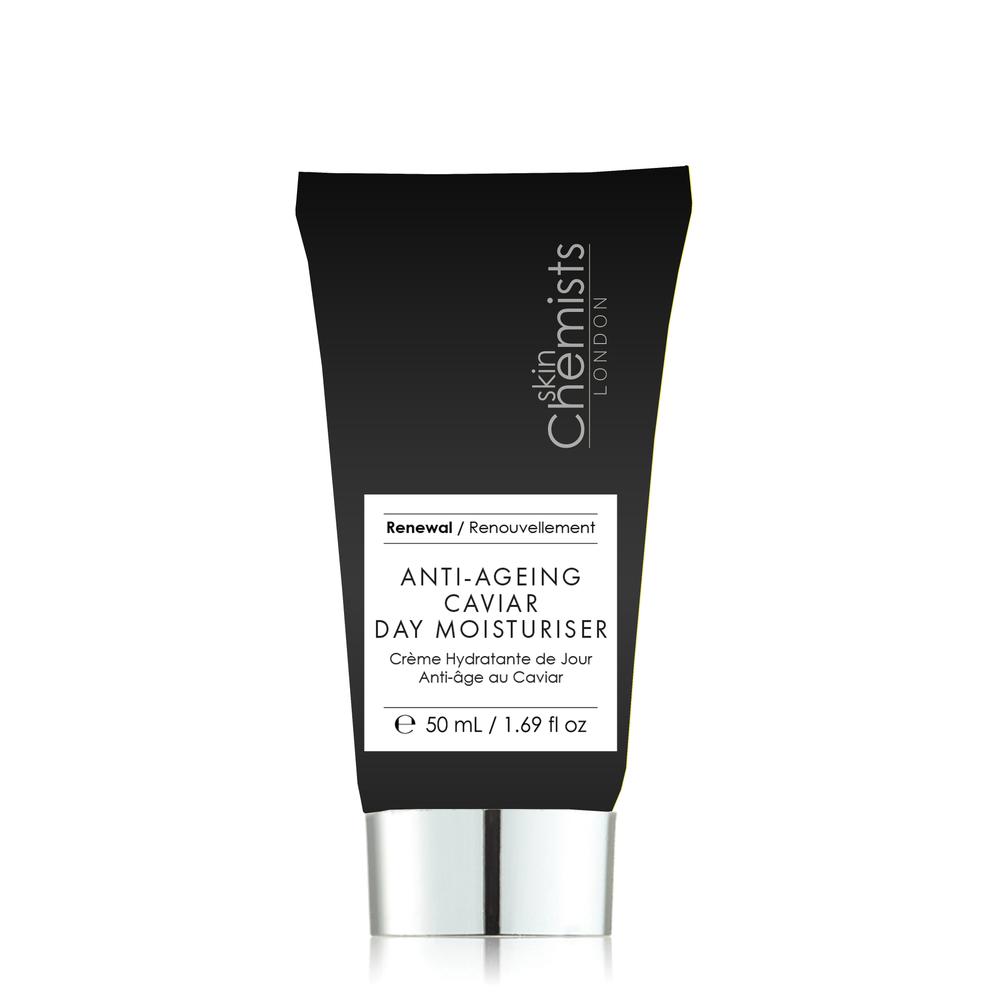 skin
Chemists
LONDON
Renewal / Renouvellement
ANTI-AGEING
CAVIAR
DAY MOISTURISER
Crème Hydratante de Jour
Anti-âge au Caviar
℮ 50 mL / 1.69 fl oz